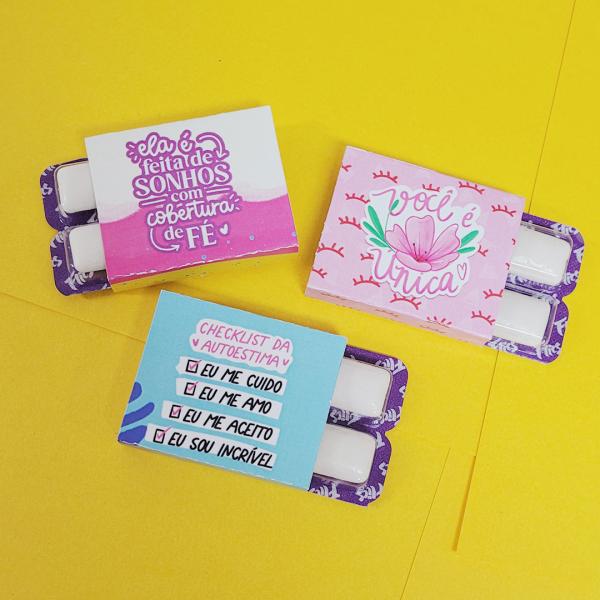 ela é
feita de
SONHOS
com
cobertura
de FÉ
você é
única
CHECKLIST DA
AUTOESTIMA
EU ME CUIDO
EU ME AMO
EU ME ACEITO
EU SOU INCRÍVEL